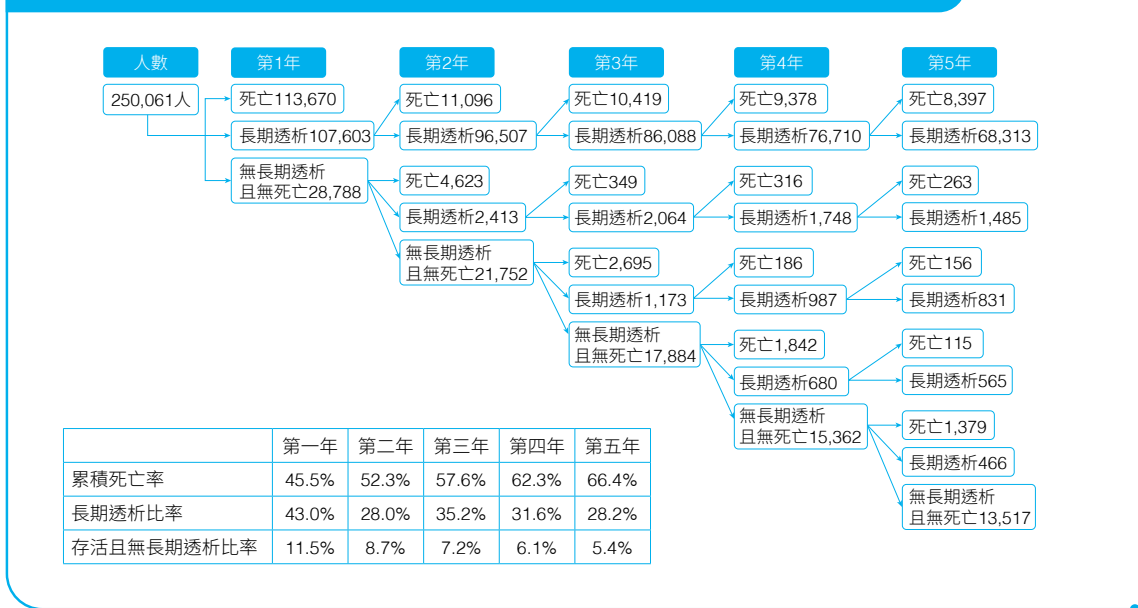 人數 第1年 第2年 第3年 第4年 第5年
250,061人 死亡113,670 死亡11,096 死亡10,419 死亡9,378 死亡8,397
長期透析107,603 長期透析96,507 長期透析86,088 長期透析76,710 長期透析68,313
無長期透析
且無死亡28,788
死亡4,623 死亡349 死亡316 死亡263
長期透析2,413 長期透析2,064 長期透析1,748 長期透析1,485
無長期透析
且無死亡21,752
死亡2,695 死亡186 死亡156
長期透析1,173 長期透析987 長期透析831
無長期透析
且無死亡17,884
死亡1,842 死亡115
長期透析680 長期透析565
無長期透析
且無死亡15,362
死亡1,379
長期透析466
無長期透析
且無死亡13,517
第一年 第二年 第三年 第四年 第五年
累積死亡率 45.5% 52.3% 57.6% 62.3% 66.4%
長期透析比率 43.0% 28.0% 35.2% 31.6% 28.2%
存活且無長期透析比率 11.5% 8.7% 7.2% 6.1% 5.4%